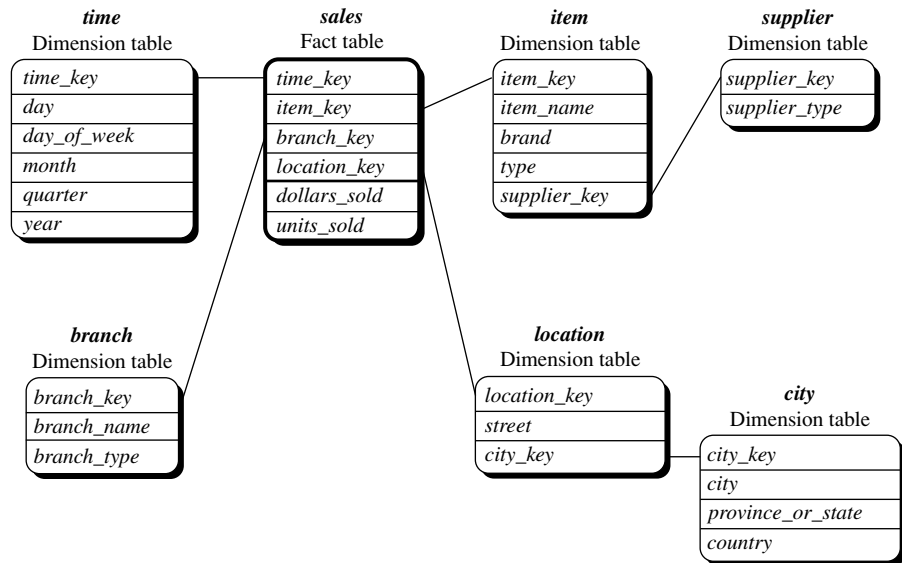 time
Dimension table
time_key
day
day_of_week
month
quarter
year
sales
Fact table
time_key
item_key
branch_key
location_key
dollars_sold
units_sold
item
Dimension table
item_key
item_name
brand
type
supplier_key
supplier
Dimension table
supplier_key
supplier_type
branch
Dimension table
branch_key
branch_name
branch_type
location
Dimension table
location_key
street
city_key
city
Dimension table
city_key
city
province_or_state
country